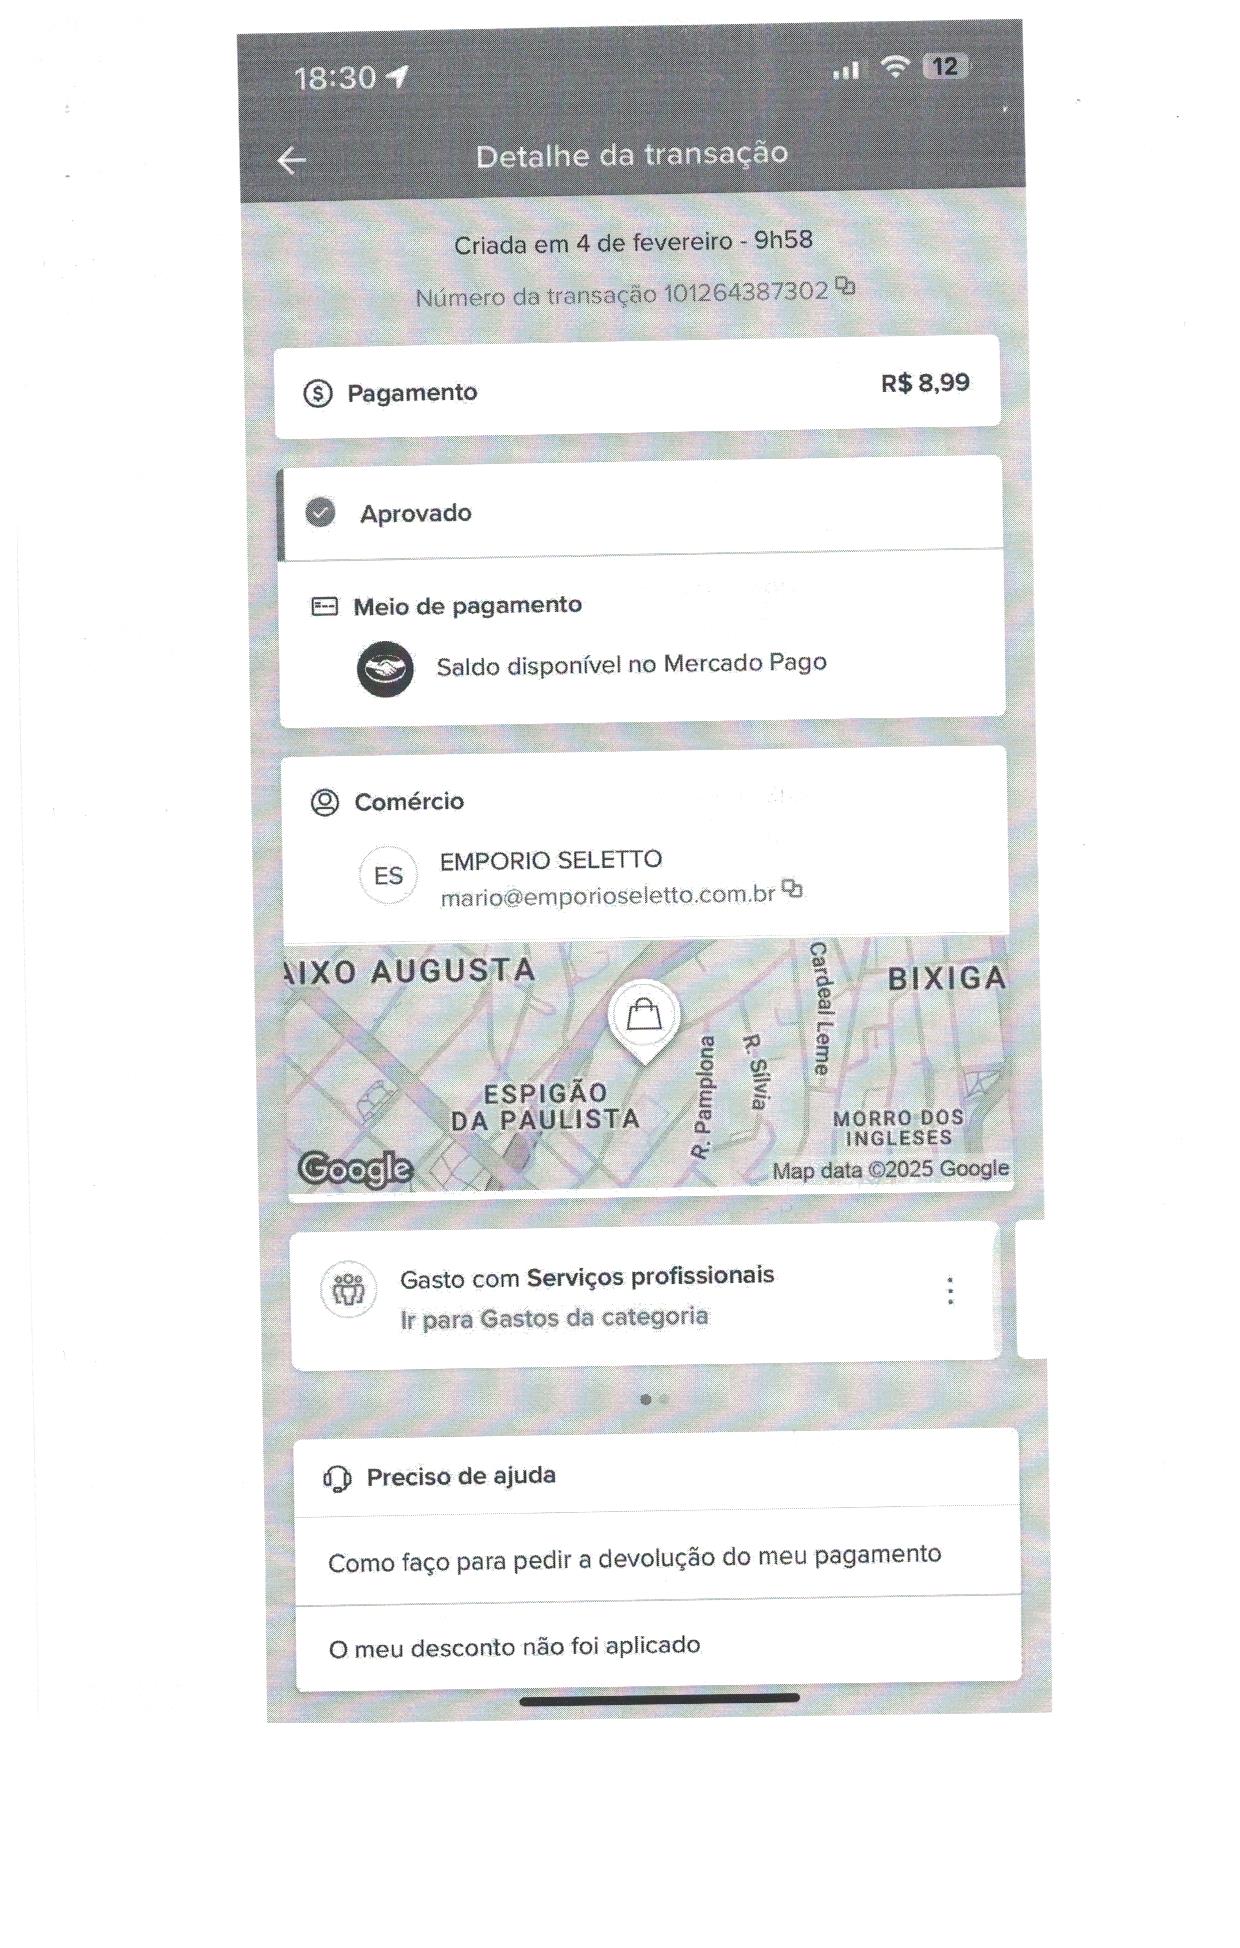 18:30
12
Detalhe da transação
Criada em 4 de fevereiro - 9h58
Número da transação 101264387302
Pagamento
R$ 8,99
Aprovado
Meio de pagamento
Saldo disponível no Mercado Pago
Comércio
ES
EMPORIO SELETTO
mario@emporioseletto.com.br
AIXO AUGUSTA
Cardeal Leme
BIXIGA
R. Pamplona
R. Sílvia
ESPIGÃO
DA PAULISTA
MORRO DOS
INGLESES
Google
Map data ©2025 Google
Gasto com Serviços profissionais
Ir para Gastos da categoria
Preciso de ajuda
Como faço para pedir a devolução do meu pagamento
O meu desconto não foi aplicado